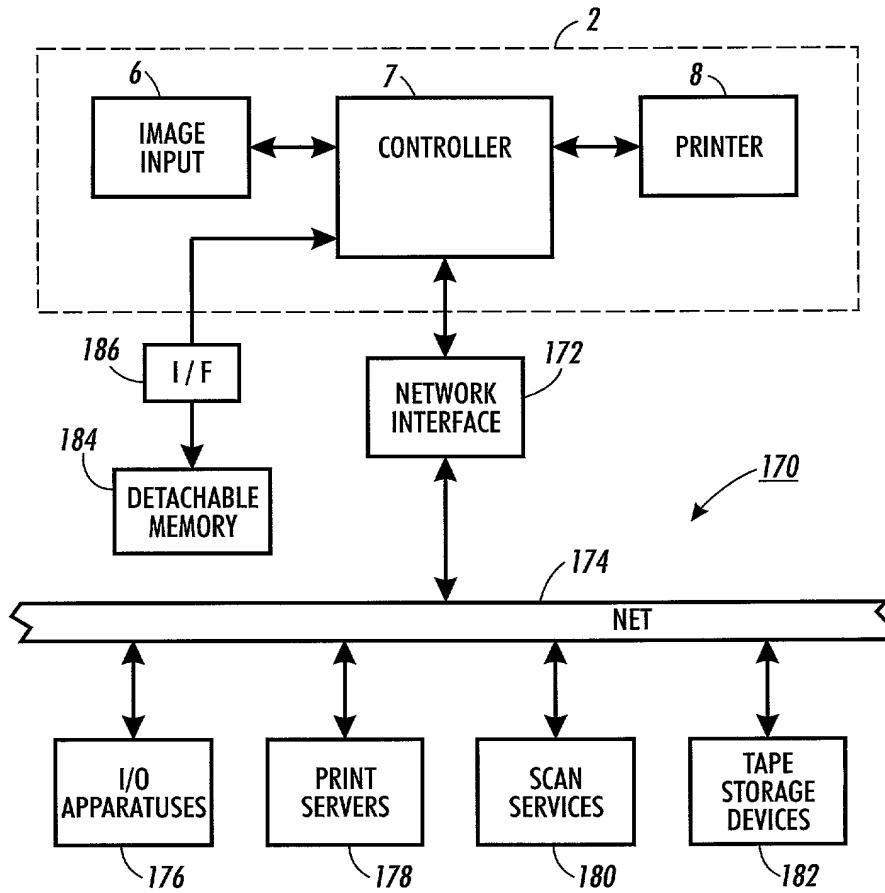 2
6
7
8
IMAGE
INPUT
CONTROLLER
PRINTER
186
I / F
172
NETWORK
INTERFACE
184
DETACHABLE
MEMORY
170
174
NET
I/O
APPARATUSES
PRINT
SERVERS
SCAN
SERVICES
TAPE
STORAGE
DEVICES
176
178
180
182